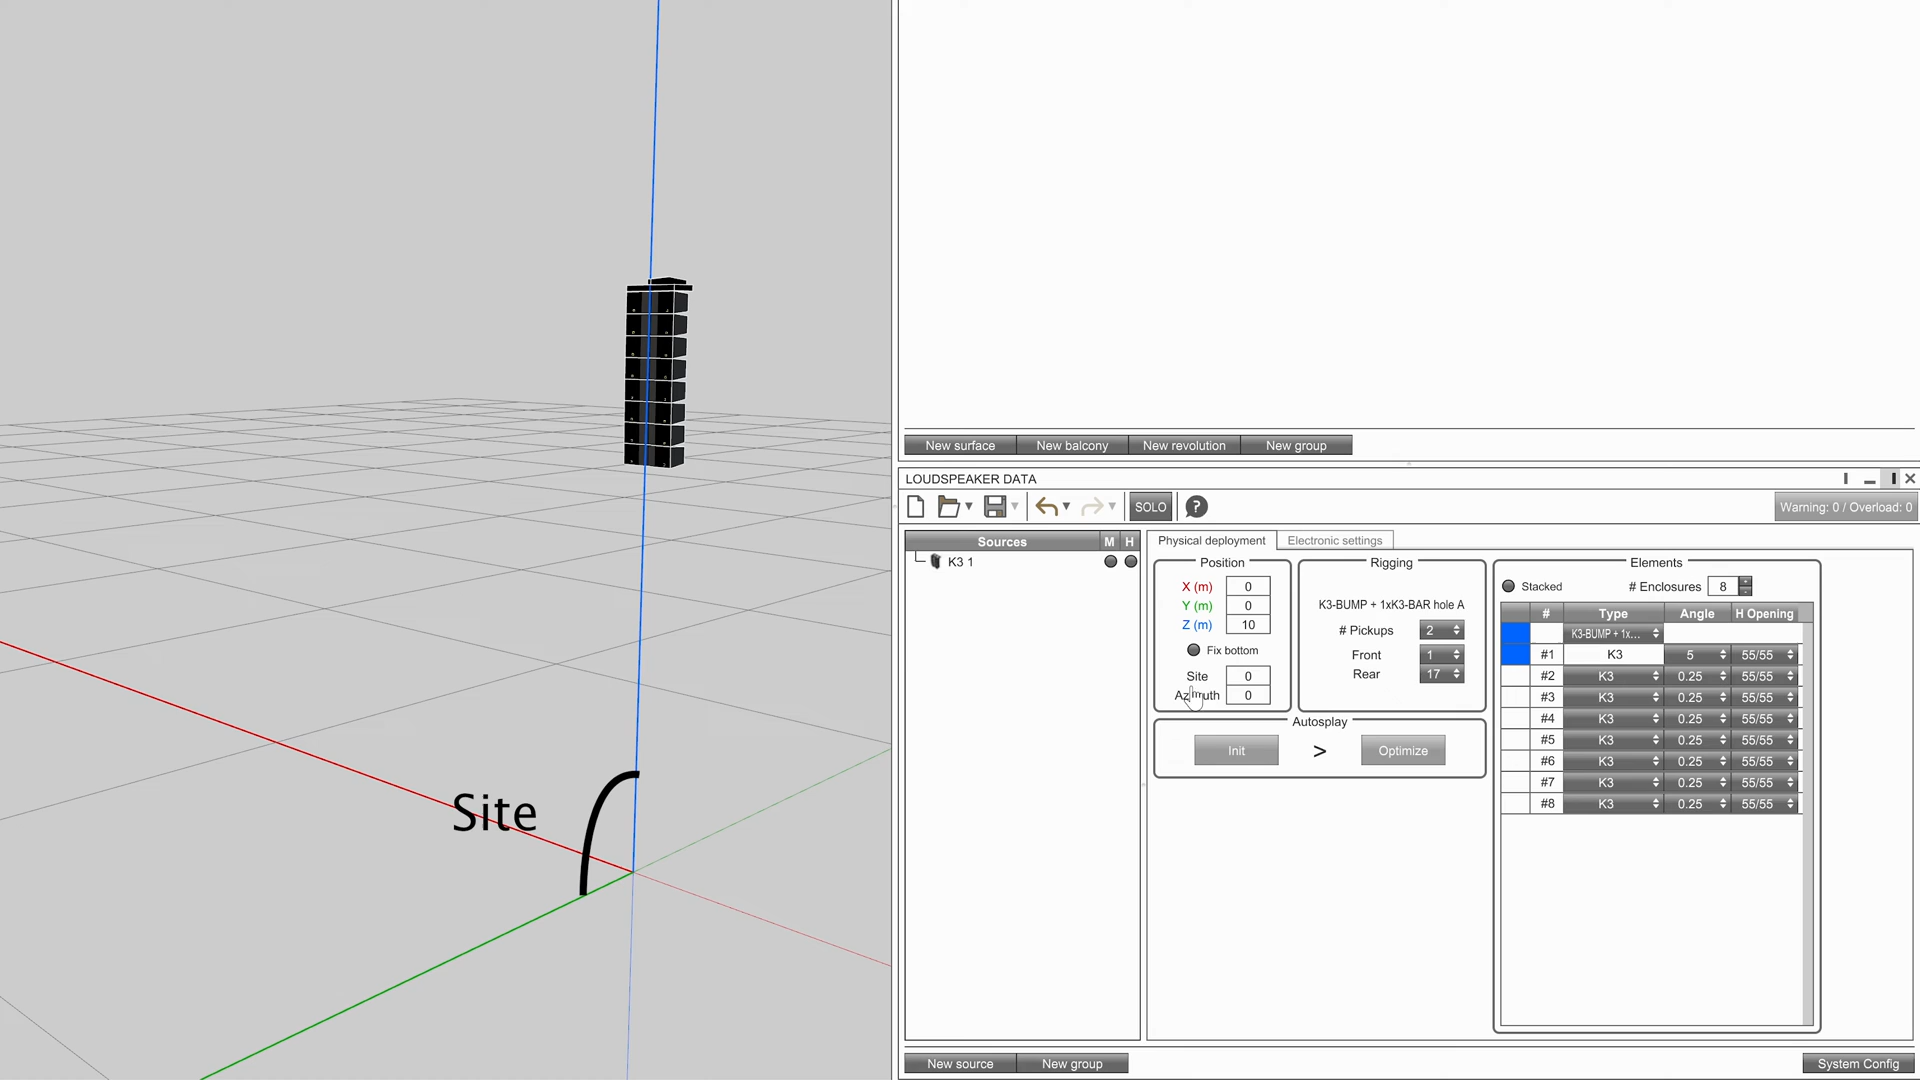 Site
New surface
New balcony
New revolution
New group
LOUDSPEAKER DATA
SOLO
?
Warning: 0 / Overload: 0
Sources M H
K3 1
Physical deployment
Electronic settings
Position
X (m) 0
Y (m) 0
Z (m) 10
Fix bottom
Site 0
Azimuth 0
Rigging
K3-BUMP + 1xK3-BAR hole A
# Pickups 2
Front 1
Rear 17
Autosplay
Init > Optimize
Elements
Stacked # Enclosures 8
# Type Angle H Opening
K3-BUMP + 1x...
#1 K3 5 55/55
#2 K3 0.25 55/55
#3 K3 0.25 55/55
#4 K3 0.25 55/55
#5 K3 0.25 55/55
#6 K3 0.25 55/55
#7 K3 0.25 55/55
#8 K3 0.25 55/55
New source
New group
System Config